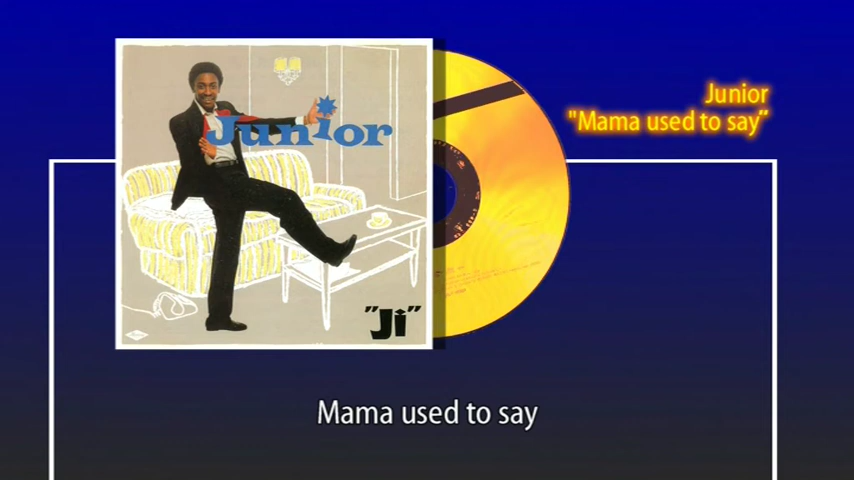 Junior
"Mama used to say"
Junior
"Ji"
Mama used to say